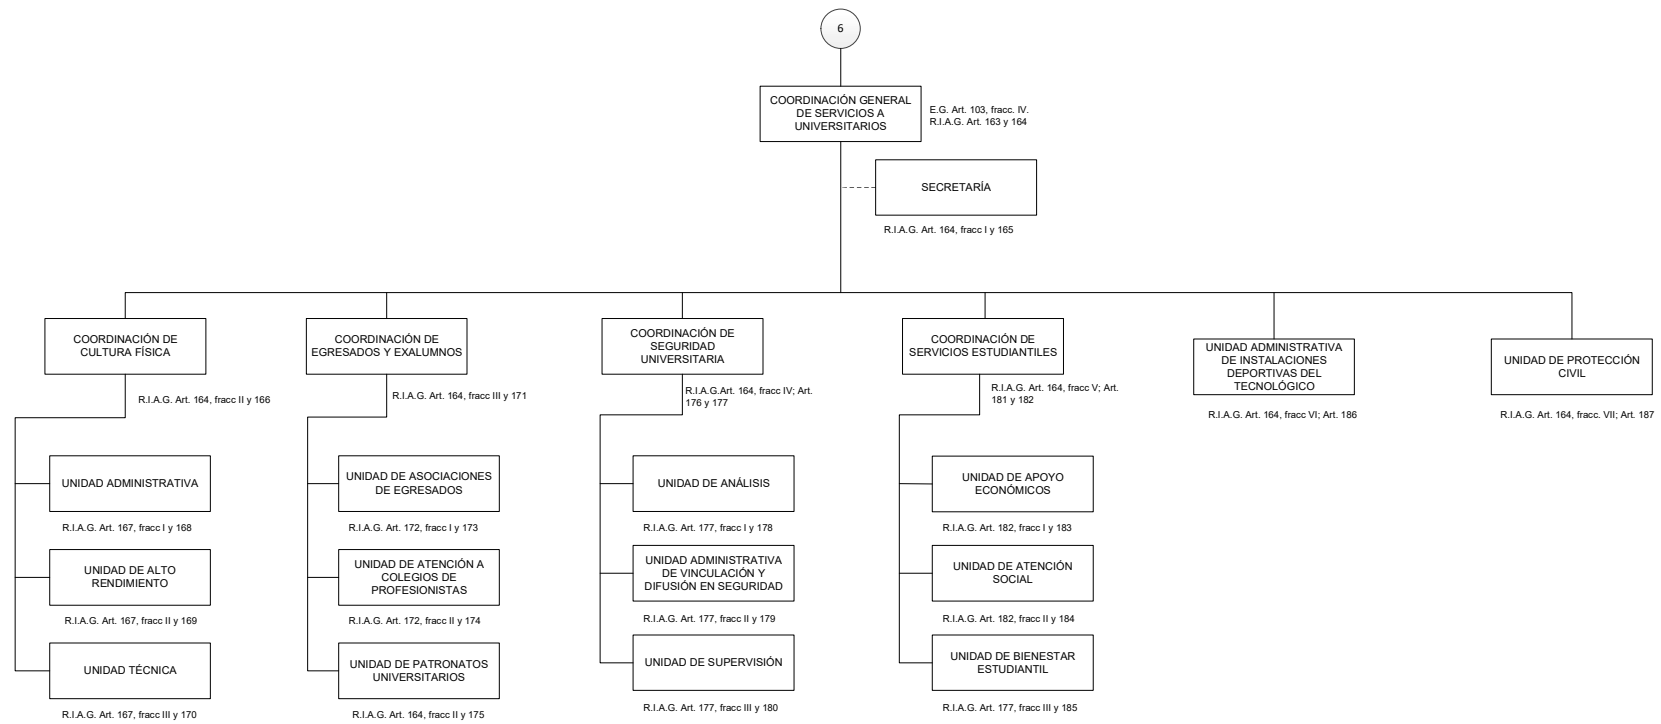 6
COORDINACIÓN GENERAL
DE SERVICIOS A
UNIVERSITARIOS
E.G. Art. 103, fracc. IV.
R.I.A.G. Art. 163 y 164
SECRETARÍA
R.I.A.G. Art. 164, fracc I y 165
COORDINACIÓN DE
CULTURA FÍSICA
R.I.A.G. Art. 164, fracc II y 166
UNIDAD ADMINISTRATIVA
R.I.A.G. Art. 167, fracc I y 168
UNIDAD DE ALTO
RENDIMIENTO
R.I.A.G. Art. 167, fracc II y 169
UNIDAD TÉCNICA
R.I.A.G. Art. 167, fracc III y 170
COORDINACIÓN DE
EGRESADOS Y EXALUMNOS
R.I.A.G. Art. 164, fracc III y 171
UNIDAD DE ASOCIACIONES
DE EGRESADOS
R.I.A.G. Art. 172, fracc I y 173
UNIDAD DE ATENCIÓN A
COLEGIOS DE
PROFESIONISTAS
R.I.A.G. Art. 172, fracc II y 174
UNIDAD DE PATRONATOS
UNIVERSITARIOS
R.I.A.G. Art. 164, fracc II y 175
COORDINACIÓN DE
SEGURIDAD
UNIVERSITARIA
R.I.A.G.Art. 164, fracc IV; Art.
176 y 177
UNIDAD DE ANÁLISIS
R.I.A.G. Art. 177, fracc I y 178
UNIDAD ADMINISTRATIVA
DE VINCULACIÓN Y
DIFUSIÓN EN SEGURIDAD
R.I.A.G. Art. 177, fracc II y 179
UNIDAD DE SUPERVISIÓN
R.I.A.G. Art. 177, fracc III y 180
COORDINACIÓN DE
SERVICIOS ESTUDIANTILES
R.I.A.G. Art. 164, fracc V; Art.
181 y 182
UNIDAD DE APOYO
ECONÓMICOS
R.I.A.G. Art. 182, fracc I y 183
UNIDAD DE ATENCIÓN
SOCIAL
R.I.A.G. Art. 182, fracc II y 184
UNIDAD DE BIENESTAR
ESTUDIANTIL
R.I.A.G. Art. 177, fracc III y 185
UNIDAD ADMINISTRATIVA
DE INSTALACIONES
DEPORTIVAS DEL
TECNOLÓGICO
R.I.A.G. Art. 164, fracc VI; Art. 186
UNIDAD DE PROTECCIÓN
CIVIL
R.I.A.G. Art. 164, fracc. VII; Art. 187